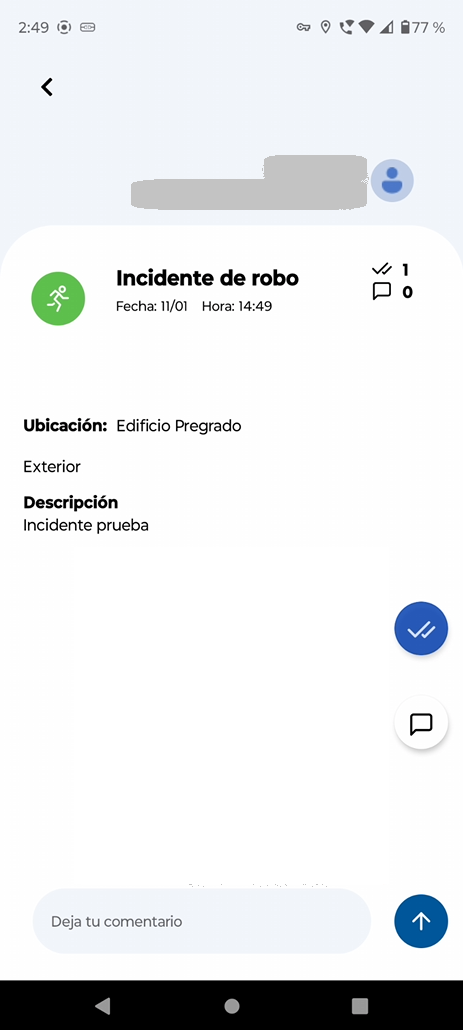 2:49 77 %
Incidente de robo
1
Fecha: 11/01 Hora: 14:49
0
Ubicación: Edificio Pregrado
Exterior
Descripción
Incidente prueba
Deja tu comentario